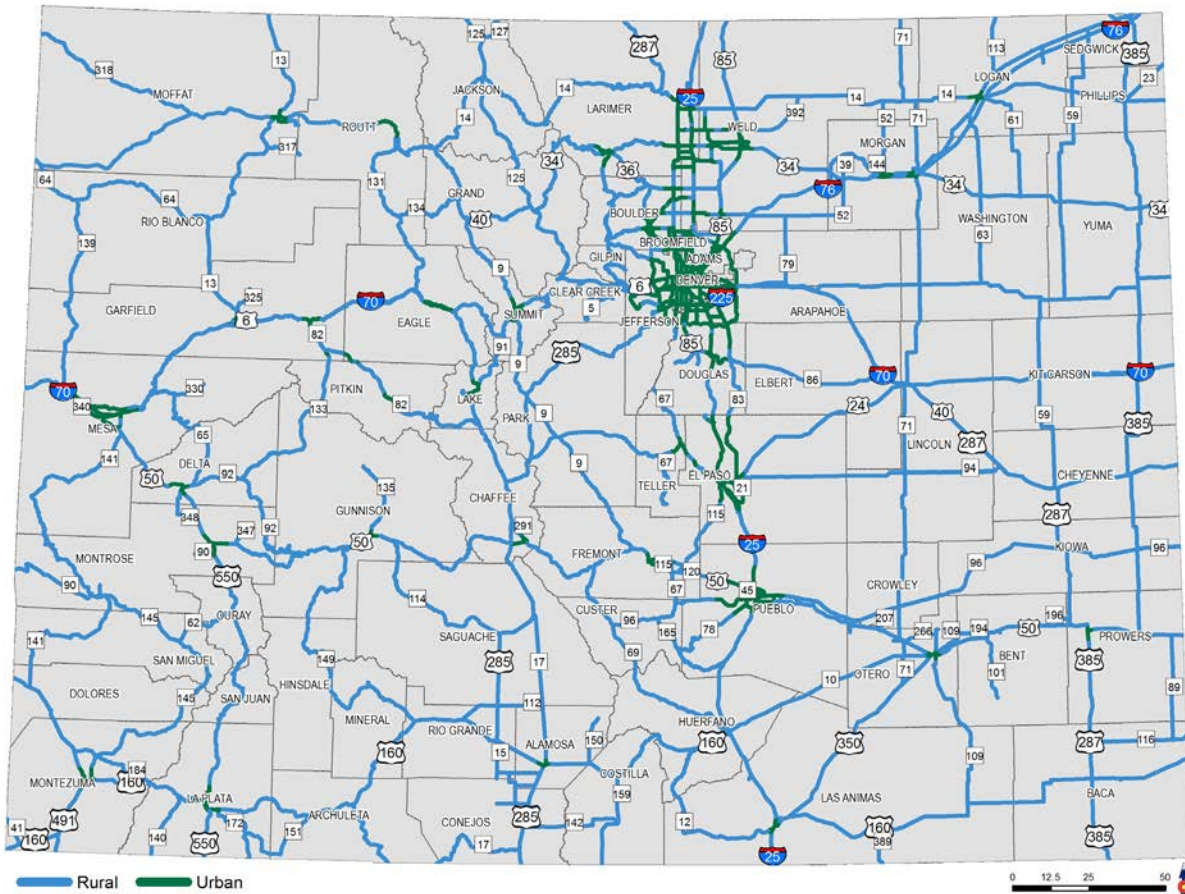 125
127
287
85
71
113
76
SEDGWICK
385
13
318
25
LOGAN
23
MOFFAT
JACKSON
14
LARIMER
14
14
PHILLIPS
392
WELD
52
71
61
59
ROUTT
14
34
MORGAN
317
36
34
39
144
34
64
131
GRAND
125
76
64
134
40
BOULDER
52
WASHINGTON
34
RIO BLANCO
85
63
YUMA
139
BROOMFIELD
GILPIN
ADAMS
79
9
6
DENVER
13
325
70
CLEAR CREEK
225
GARFIELD
6
EAGLE
SUMMIT
5
JEFFERSON
ARAPAHOE
82
91
285
85
9
DOUGLAS
70
340
330
PITKIN
LAKE
ELBERT
86
70
KIT CARSON
70
133
82
PARK
9
67
83
24
40
59
385
MESA
65
71
LINCOLN
141
DELTA
67
287
50
92
9
EL PASO
94
CHEYENNE
135
TELLER
21
348
GUNNISON
CHAFFEE
115
287
347
92
291
90
50
25
KIOWA
MONTROSE
550
FREMONT
115
120
96
96
90
114
50
45
CROWLEY
67
OURAY
CUSTER
PUEBLO
145
62
96
207
196
SAGUACHE
165
78
266
109
194
50
PROWERS
141
SAN MIGUEL
149
285
17
69
BENT
385
DOLORES
SAN JUAN
HINSDALE
OTERO
71
101
145
10
89
MINERAL
112
RIO GRANDE
HUERFANO
160
15
ALAMOSA
150
160
350
287
116
184
109
MONTEZUMA
160
COSTILLA
LA PLATA
159
LAS ANIMAS
BACA
491
ARCHULETA
CONEJOS
285
142
12
160
385
41
172
151
160
140
550
17
25
389
Rural
Urban
0 12.5 25 50